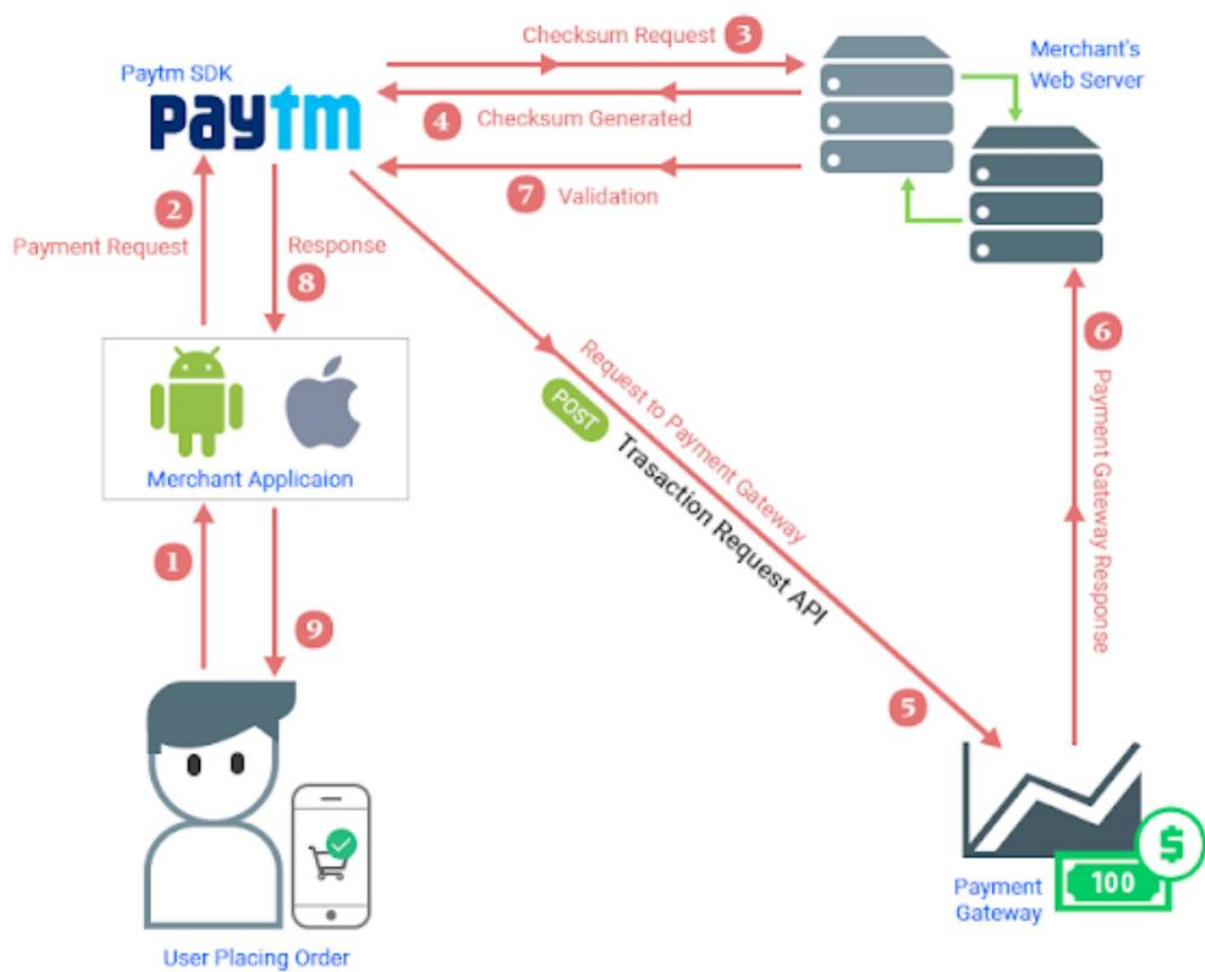 Checksum Request 3
Paytm SDK
paytm
Merchant's
Web Server
4 Checksum Generated
7 Validation
2
Payment Request
Response
8
6
Payment Gateway Response
Request to Payment Gateway
POST Trasaction Request API
Merchant Applicaion
1
9
5
Payment
Gateway
$
100
User Placing Order